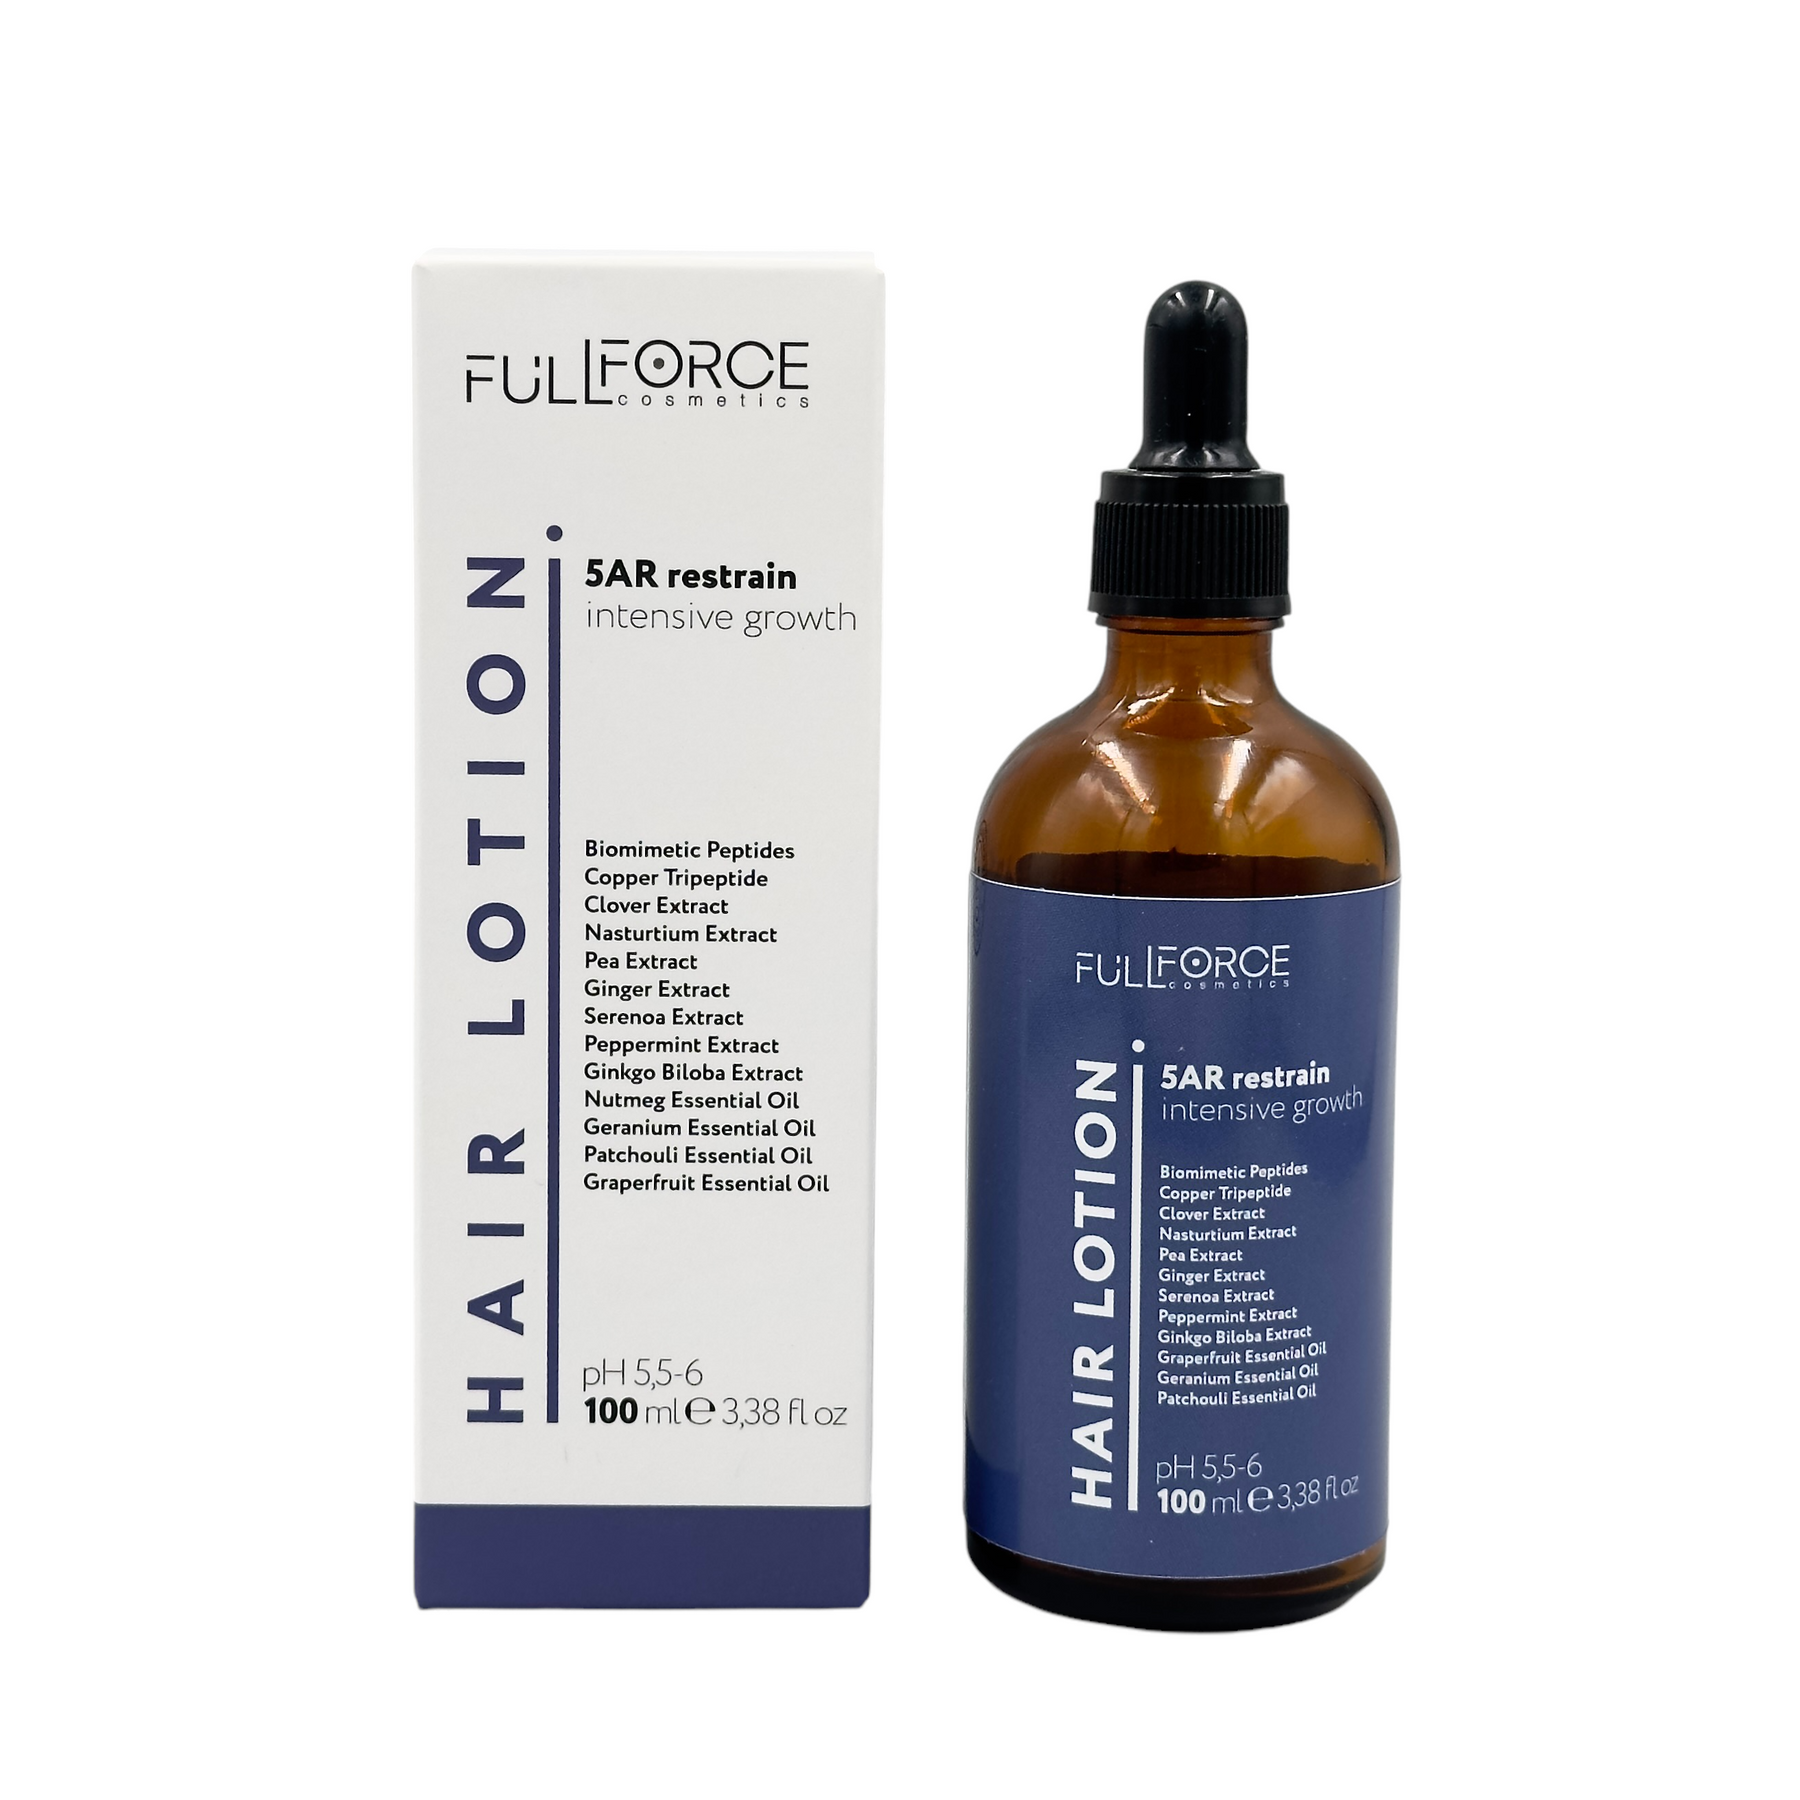 FULLFORCE
cosmetics
HAIR LOTION
5AR restrain
intensive growth
Biomimetic Peptides
Copper Tripeptide
Clover Extract
Nasturtium Extract
Pea Extract
Ginger Extract
Serenoa Extract
Peppermint Extract
Ginkgo Biloba Extract
Nutmeg Essential Oil
Geranium Essential Oil
Patchouli Essential Oil
Grapefruit Essential Oil
pH 5,5-6
100 ml ℮ 3,38 fl oz
FULLFORCE
cosmetics
HAIR LOTION
5AR restrain
intensive growth
Biomimetic Peptides
Copper Tripeptide
Clover Extract
Nasturtium Extract
Pea Extract
Ginger Extract
Serenoa Extract
Peppermint Extract
Ginkgo Biloba Extract
Grapefruit Essential Oil
Geranium Essential Oil
Patchouli Essential Oil
pH 5,5-6
100 ml ℮ 3,38 fl oz